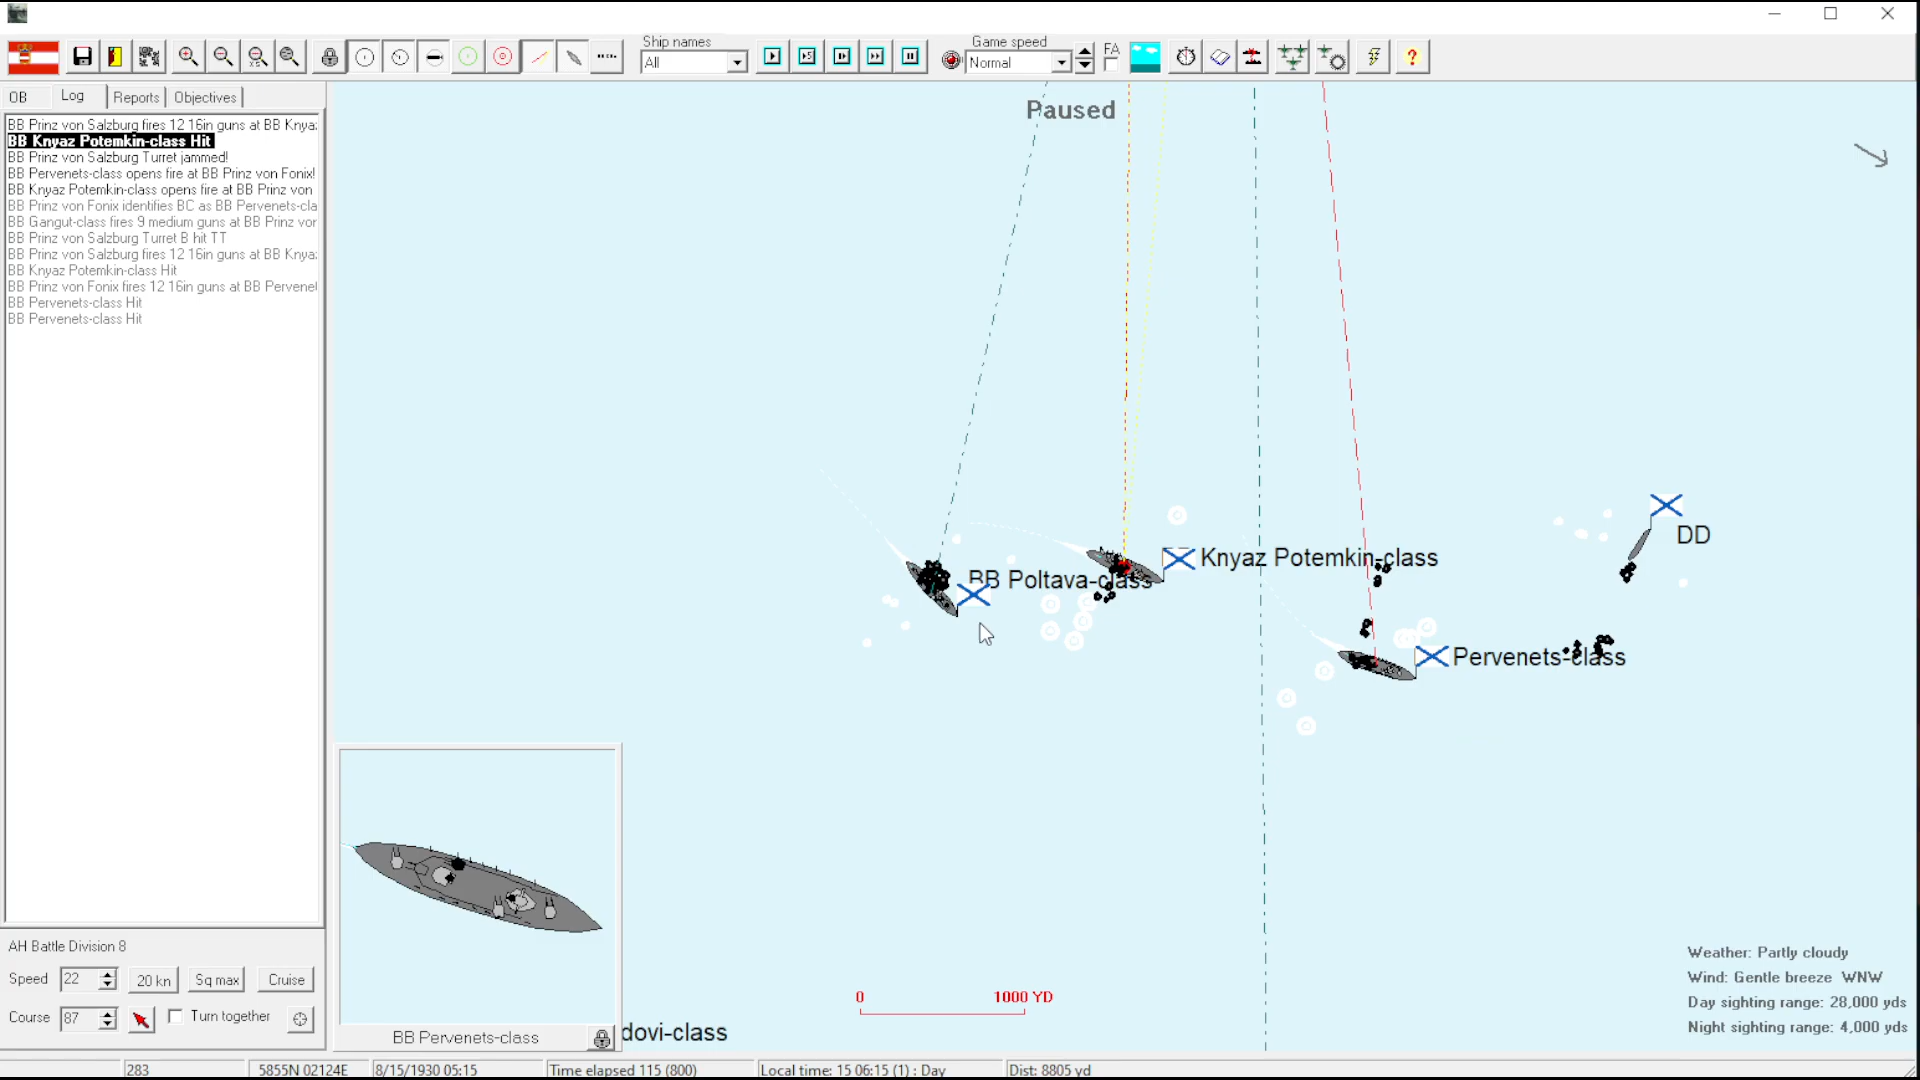 Ship names
All
Game speed
Normal
FA
OB
Log
Reports
Objectives
BB Prinz von Salzburg fires 12 16in guns at BB Knya:
BB Knyaz Potemkin-class Hit
BB Prinz von Salzburg Turret jammed!
BB Pervenets-class opens fire at BB Prinz von Fonix!
BB Knyaz Potemkin-class opens fire at BB Prinz von
BB Prinz von Fonix identifies BC as BB Pervenets-cla
BB Gangut-class fires 9 medium guns at BB Prinz vor
BB Prinz von Salzburg Turret B hit TT
BB Prinz von Salzburg fires 12 16in guns at BB Knya:
BB Knyaz Potemkin-class Hit
BB Prinz von Fonix fires 12 16in guns at BB Pervenet
BB Pervenets-class Hit
BB Pervenets-class Hit
Paused
DD
Knyaz Potemkin-class
BB Poltava-class
Pervenets-class
AH Battle Division 8
Speed 22 20 kn Sq max Cruise
Course 87 Turn together
BB Pervenets-class
dovi-class
0 1000 YD
Weather: Partly cloudy
Wind: Gentle breeze WNW
Day sighting range: 28,000 yds
Night sighting range: 4,000 yds
283 5855N 02124E 8/15/1930 05:15 Time elapsed 115 (800) Local time: 15 06:15 (1) : Day Dist: 8805 yd